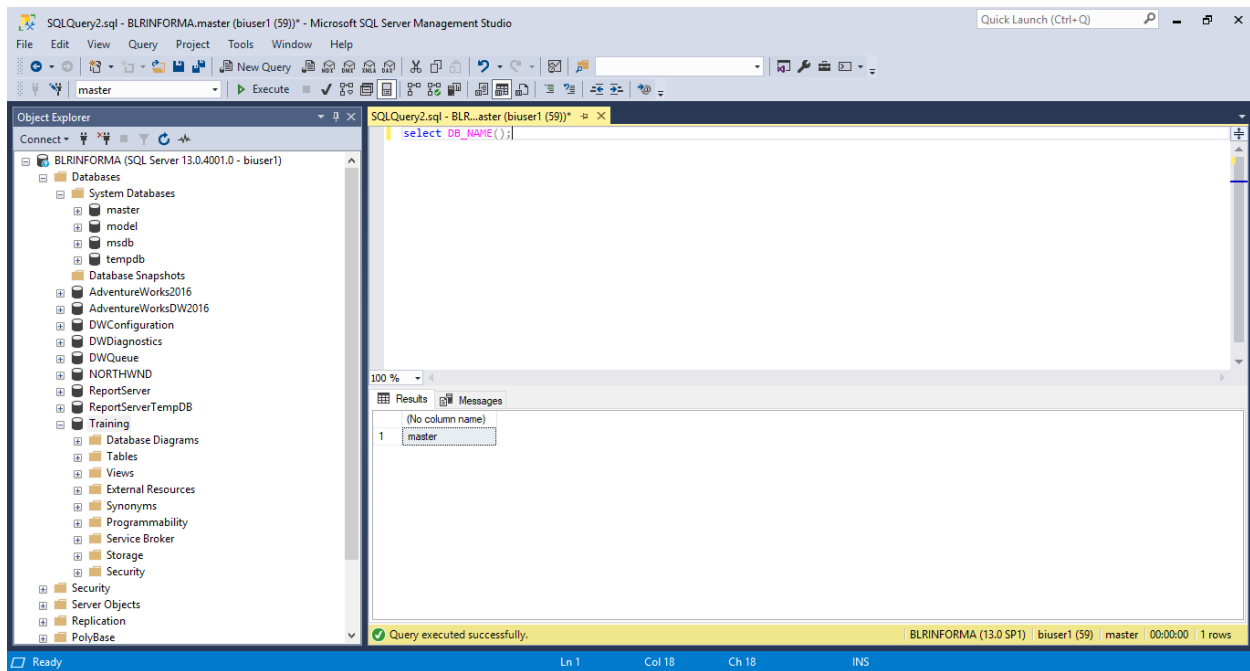 SQLQuery2.sql - BLRINFORMA.master (biuser1 (59))* - Microsoft SQL Server Management Studio
Quick Launch (Ctrl+Q)
File Edit View Query Project Tools Window Help
New Query
master
Execute
Object Explorer
Connect
BLRINFORMA (SQL Server 13.0.4001.0 - biuser1)
Databases
System Databases
master
model
msdb
tempdb
Database Snapshots
AdventureWorks2016
AdventureWorksDW2016
DWConfiguration
DWDiagnostics
DWQueue
NORTHWND
ReportServer
ReportServerTempDB
Training
Database Diagrams
Tables
Views
External Resources
Synonyms
Programmability
Service Broker
Storage
Security
Security
Server Objects
Replication
PolyBase
SQLQuery2.sql - BLR...aster (biuser1 (59))*
select DB_NAME();
100 %
Results Messages
(No column name)
1 master
Query executed successfully.
BLRINFORMA (13.0 SP1) biuser1 (59) master 00:00:00 1 rows
Ready Ln 1 Col 18 Ch 18 INS